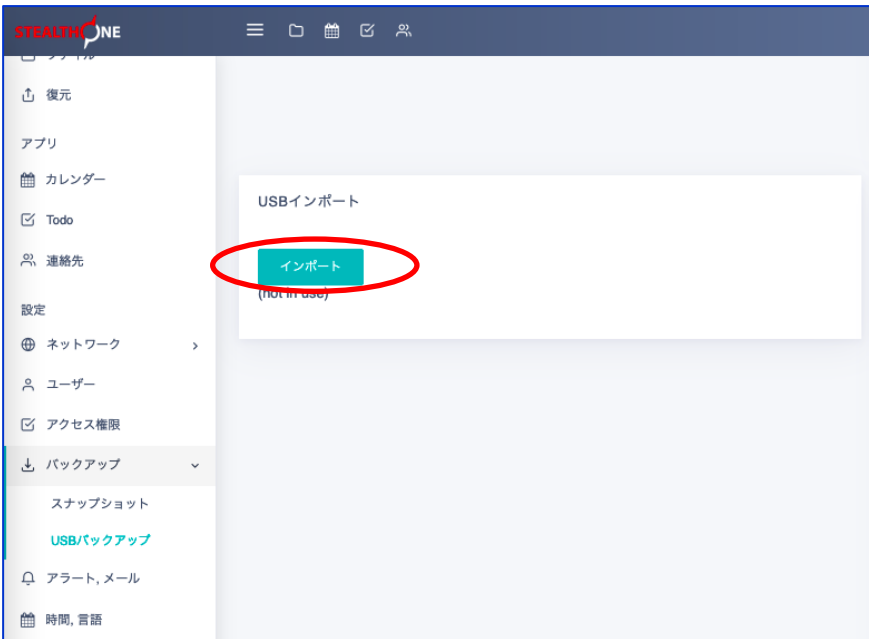 STEALTHONE
ファイル
復元
アプリ
カレンダー
Todo
連絡先
設定
ネットワーク
ユーザー
アクセス権限
バックアップ
スナップショット
USBバックアップ
アラート, メール
時間, 言語
USBインポート
インポート
(not in use)